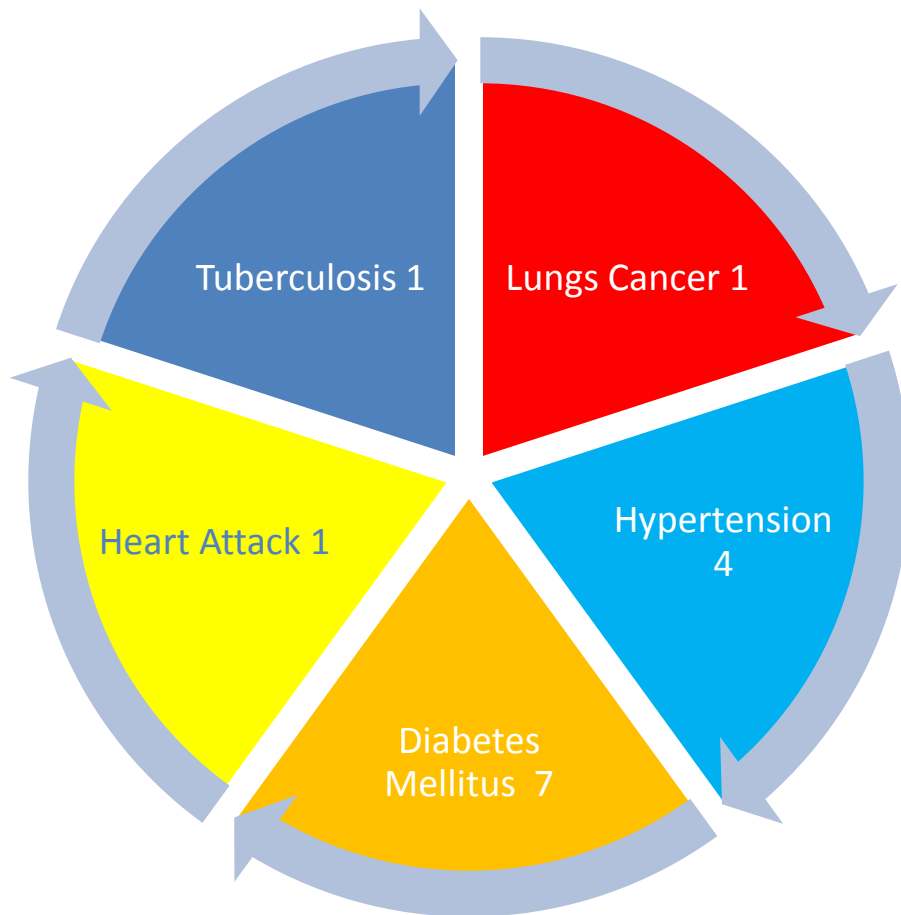 Tuberculosis 1
Lungs Cancer 1
Hypertension
4
Diabetes
Mellitus 7
Heart Attack 1